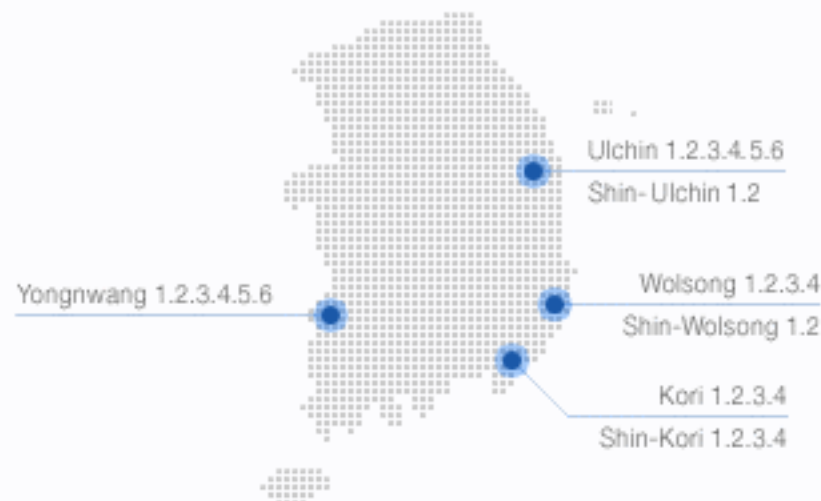 Ulchin 1.2.3.4.5.6
Shin-Ulchin 1.2
Yongnwang 1.2.3.4.5.6
Wolsong 1.2.3.4
Shin-Wolsong 1.2
Kori 1.2.3.4
Shin-Kori 1.2.3.4